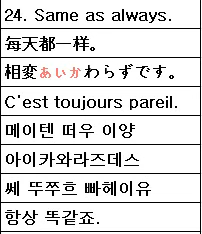 24. Same as always.
每天都一样。
相変あいかわらずです。
C'est toujours pareil.
메이텐 떠우 이양
아이카와라즈데스
쎄 뚜쭈흐 빠헤이유
항상 똑같죠.